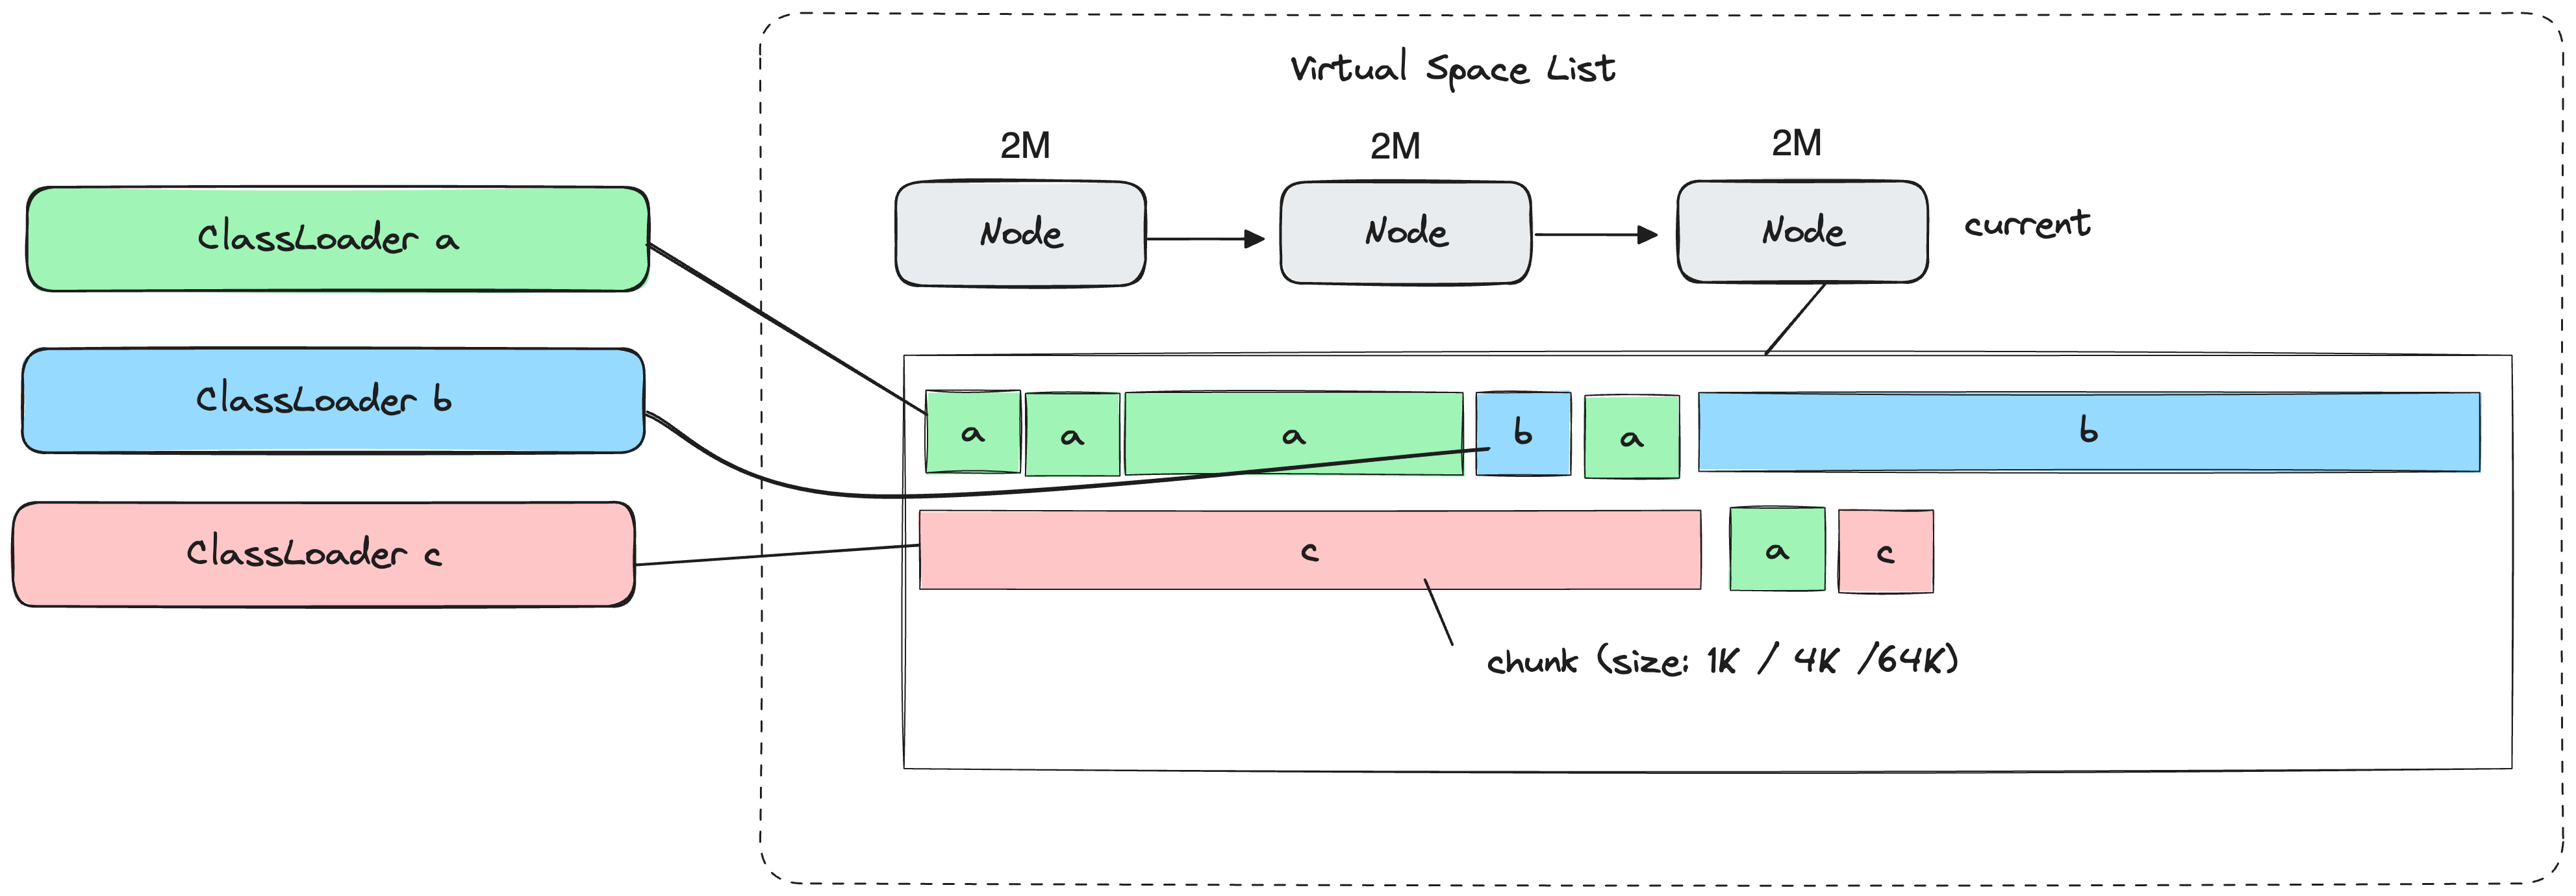 Virtual Space List
2M
2M
2M
Node
Node
Node
current
ClassLoader a
ClassLoader b
ClassLoader c
a
a
a
b
a
b
c
a
c
chunk (size: 1K / 4K /64K)